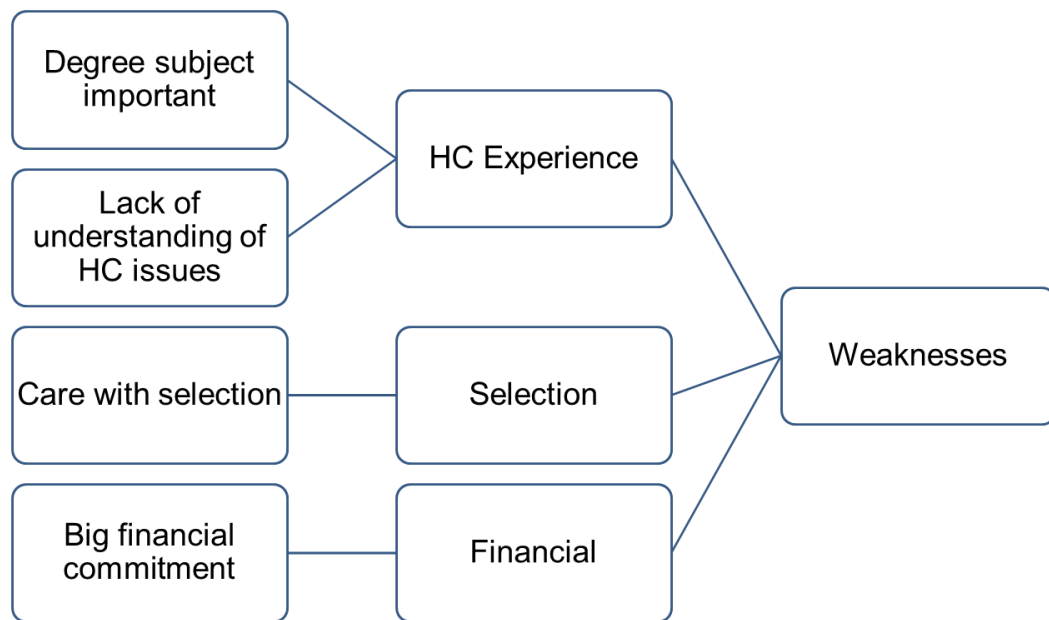 Degree subject
important
Lack of
understanding of
HC issues
HC Experience
Care with selection
Selection
Big financial
commitment
Financial
Weaknesses